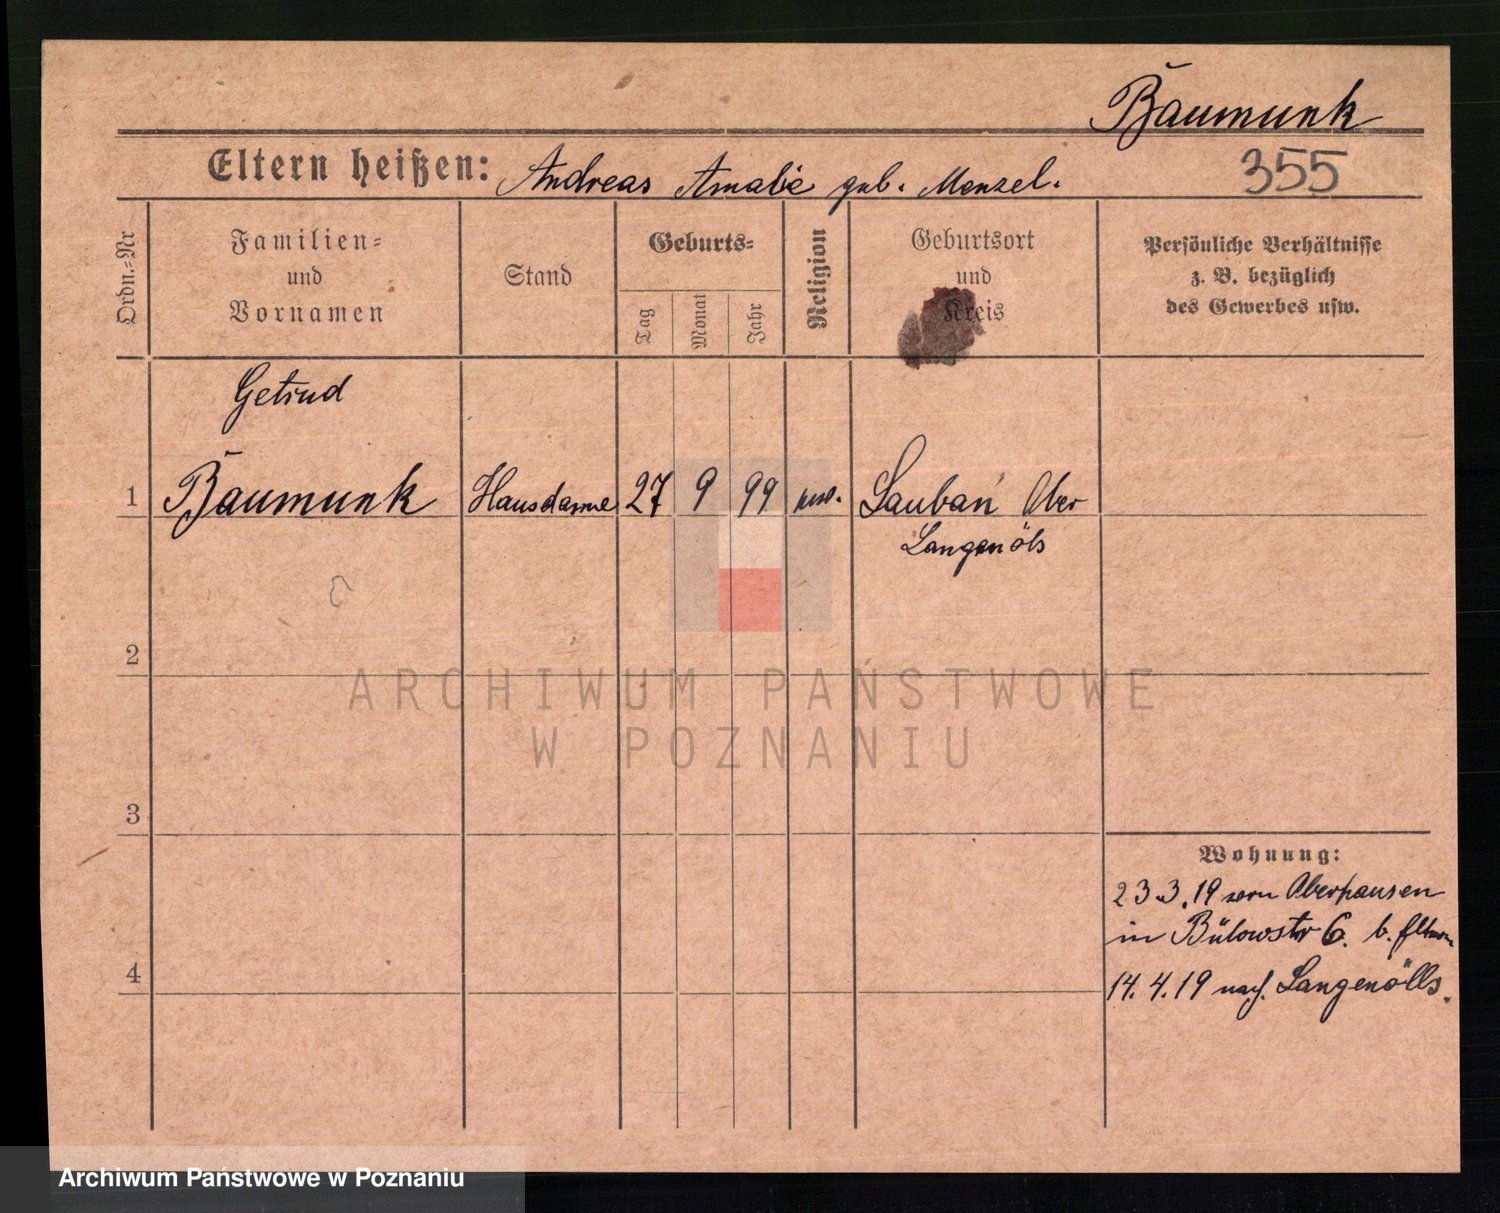 Baumunk
Eltern heißen: Andreas Amalie geb. Menzel.
355
Ordn.=Nr
Familien=
und
Vornamen
Stand
Geburts=
Tag
Monat
Jahr
Religion
Geburtsort
und
Kreis
Persönliche Verhältnisse
z. B. bezüglich
des Gewerbes usw.
Getrud
1 Baumunk Hausdame 27 9 99 Lauban Ober
Langenöls
2
ARCHIWUM PAŃSTWOWE
W POZNANIU
3
Wohnung:
23.3.19 von Oberhausen
in Bülowstr 6. b.
4
14.4.19 nach Langenölls.
Archiwum Państwowe w Poznaniu